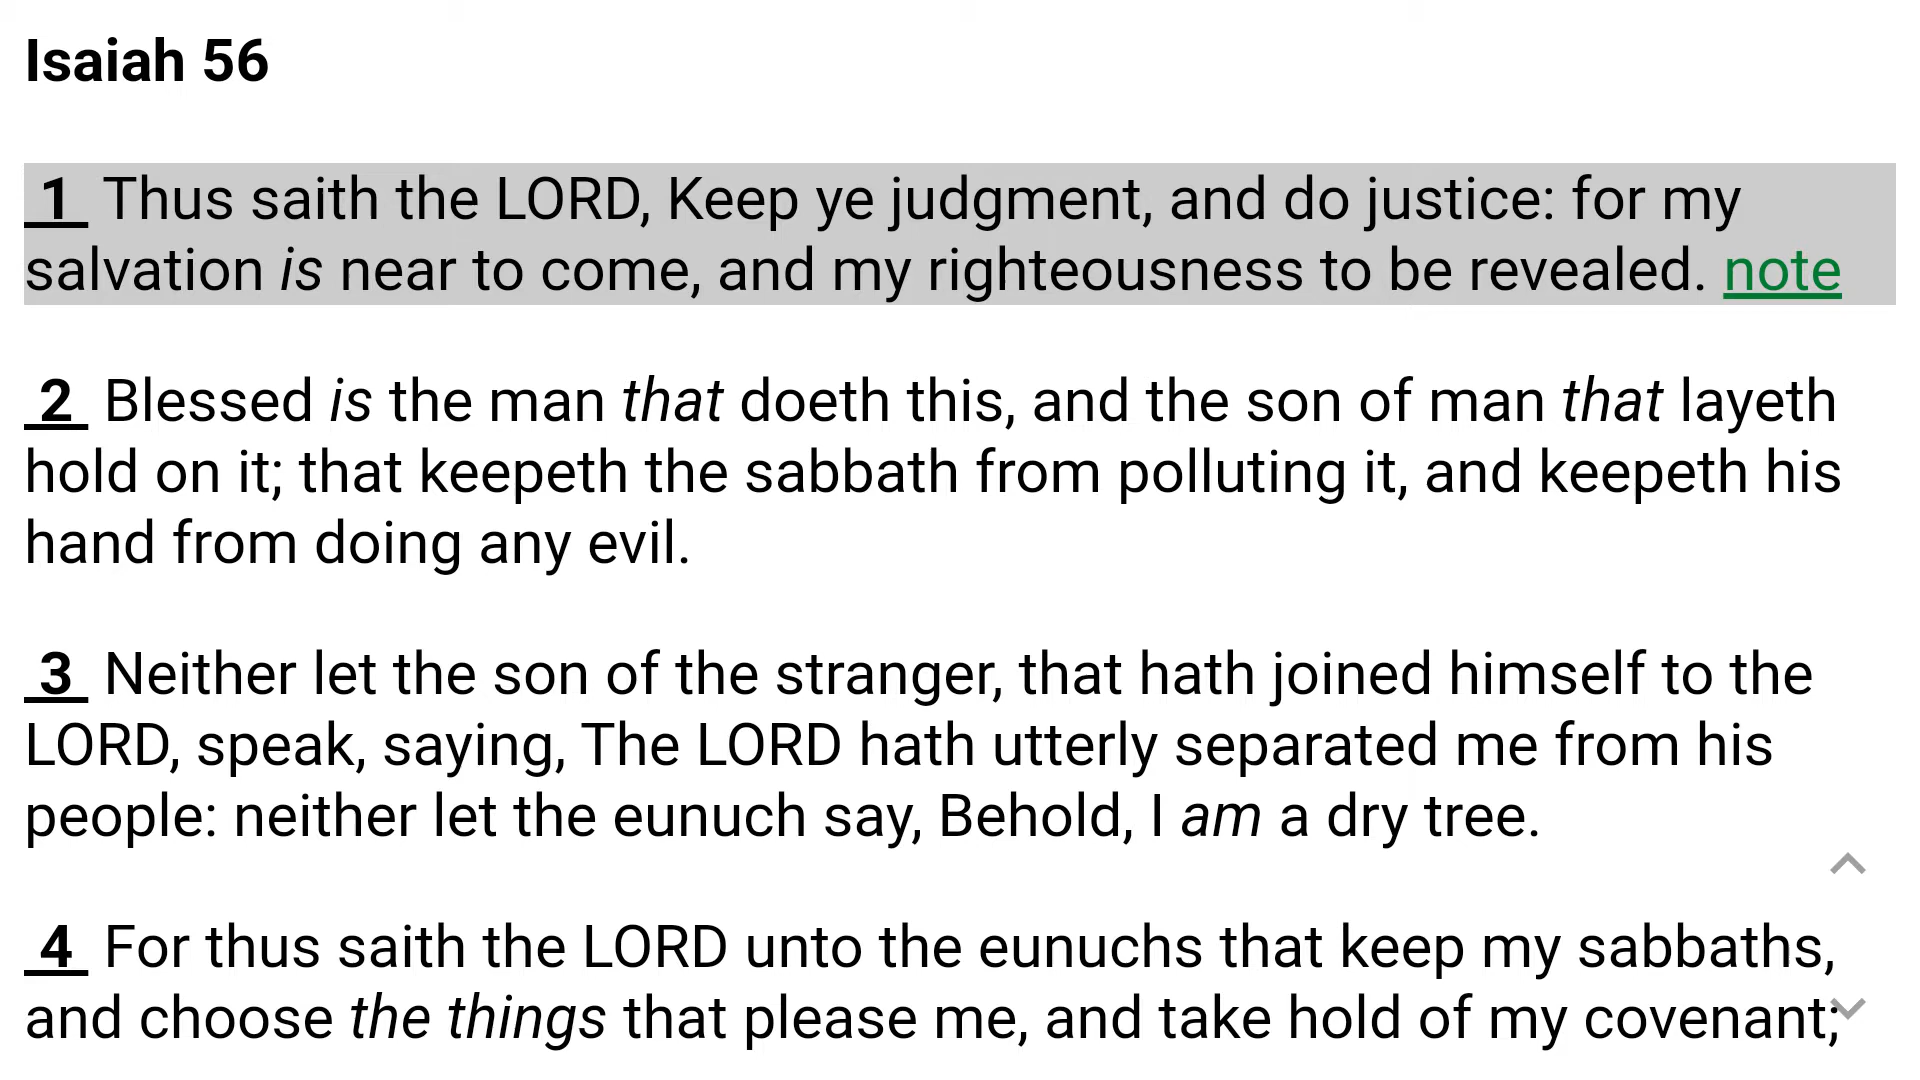 Isaiah 56
1 Thus saith the LORD, Keep ye judgment, and do justice: for my
salvation is near to come, and my righteousness to be revealed. note
2 Blessed is the man that doeth this, and the son of man that layeth
hold on it; that keepeth the sabbath from polluting it, and keepeth his
hand from doing any evil.
3 Neither let the son of the stranger, that hath joined himself to the
LORD, speak, saying, The LORD hath utterly separated me from his
people: neither let the eunuch say, Behold, I am a dry tree.
4 For thus saith the LORD unto the eunuchs that keep my sabbaths,
and choose the things that please me, and take hold of my covenant;